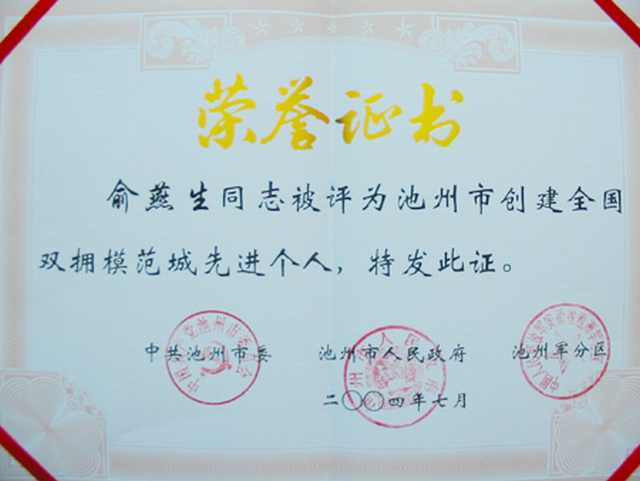 荣誉证书
俞燕生同志被评为池州市创建全国
双拥模范城先进个人，特发此证。
中共池州市委 池州市人民政府 池州军分区
二〇〇四年七月